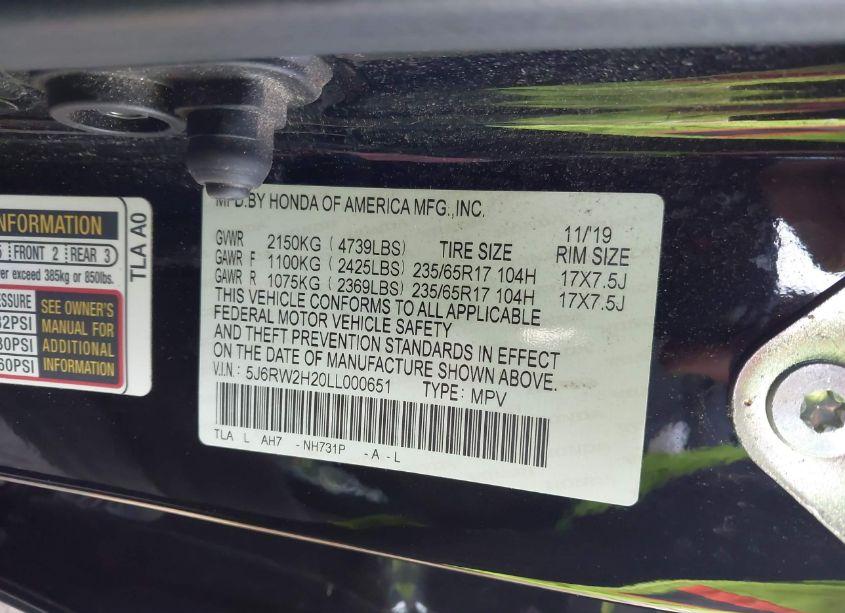 INFORMATION
FRONT 2 REAR 3
exceed 385kg or 850lbs.
SEE OWNER'S
MANUAL FOR
ADDITIONAL
INFORMATION
TLA A0
MFD.BY HONDA OF AMERICA MFG.,INC.
11/19
GVWR 2150KG ( 4739LBS) TIRE SIZE RIM SIZE
GAWR F 1100KG ( 2425LBS) 235/65R17 104H 17X7.5J
GAWR R 1075KG ( 2369LBS) 235/65R17 104H 17X7.5J
THIS VEHICLE CONFORMS TO ALL APPLICABLE
FEDERAL MOTOR VEHICLE SAFETY
AND THEFT PREVENTION STANDARDS IN EFFECT
ON THE DATE OF MANUFACTURE SHOWN ABOVE.
V.I.N: 5J6RW2H20LL000651 TYPE: MPV
TLA L AH7 -NH731P -A-L